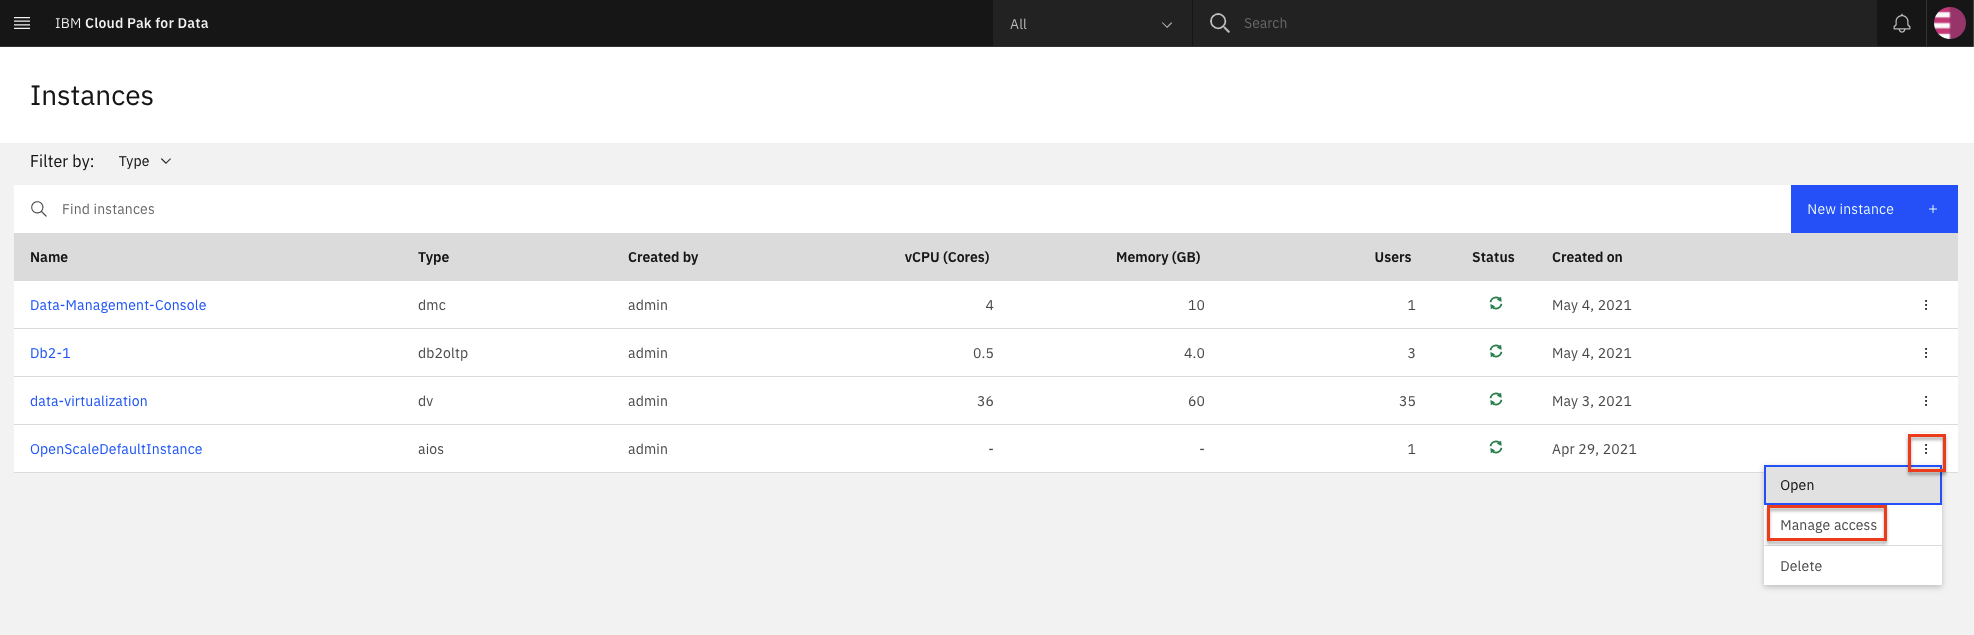 IBM Cloud Pak for Data All Search
Instances
Filter by: Type
Find instances New instance +
Name Type Created by vCPU (Cores) Memory (GB) Users Status Created on
Data-Management-Console dmc admin 4 10 1 May 4, 2021
Db2-1 db2oltp admin 0.5 4.0 3 May 4, 2021
data-virtualization dv admin 36 60 35 May 3, 2021
OpenScaleDefaultInstance aios admin - - 1 Apr 29, 2021
Open
Manage access
Delete